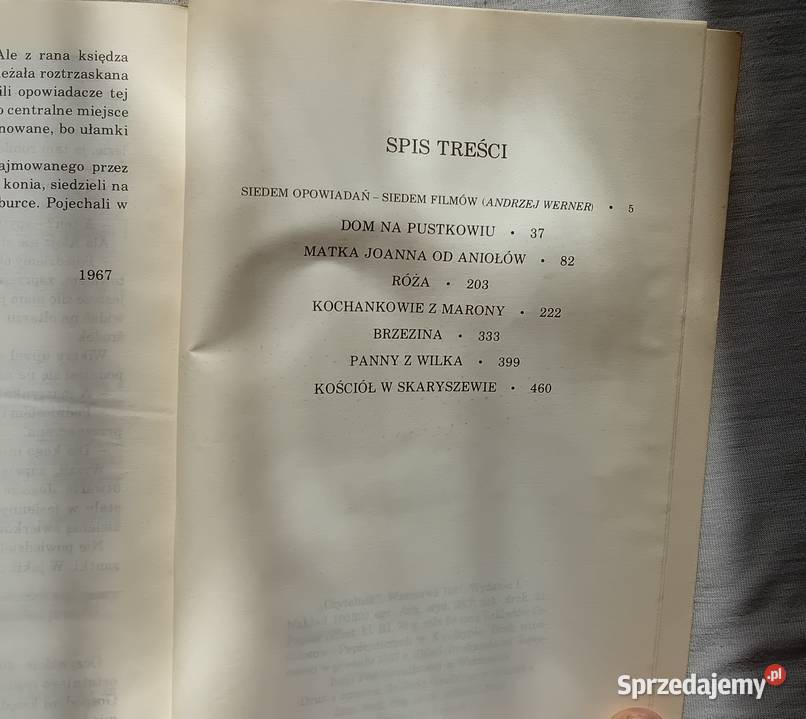 Ale z rana księdza
eżała roztrzaskana
ili opowiadacze tej
o centralne miejsce
nowane, bo ułamki
ajmowanego przez
konia, siedzieli na
burce. Pojechali w
1967
SPIS TREŚCI
SIEDEM OPOWIADAŃ – SIEDEM FILMÓW (ANDRZEJ WERNER) • 5
DOM NA PUSTKOWIU • 37
MATKA JOANNA OD ANIOŁÓW • 82
RÓŻA • 203
KOCHANKOWIE Z MARONY • 222
BRZEZINA • 333
PANNY Z WILKA • 399
KOŚCIÓŁ W SKARYSZEWIE • 460
Sprzedajemy.pl